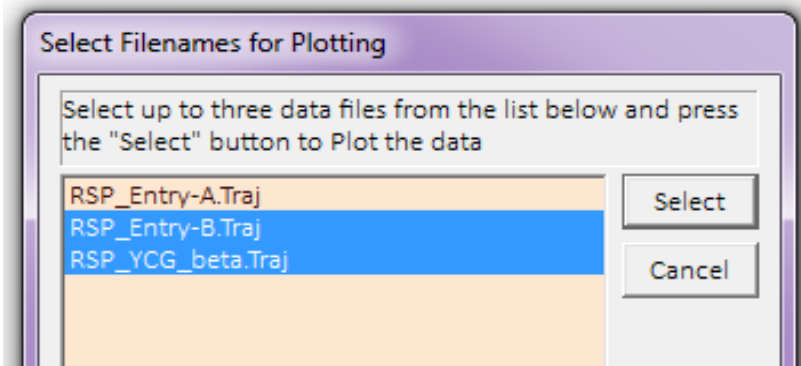 Select Filenames for Plotting
Select up to three data files from the list below and press
the "Select" button to Plot the data
RSP_Entry-A.Traj
Select
RSP_Entry-B.Traj
RSP_YCG_beta.Traj
Cancel